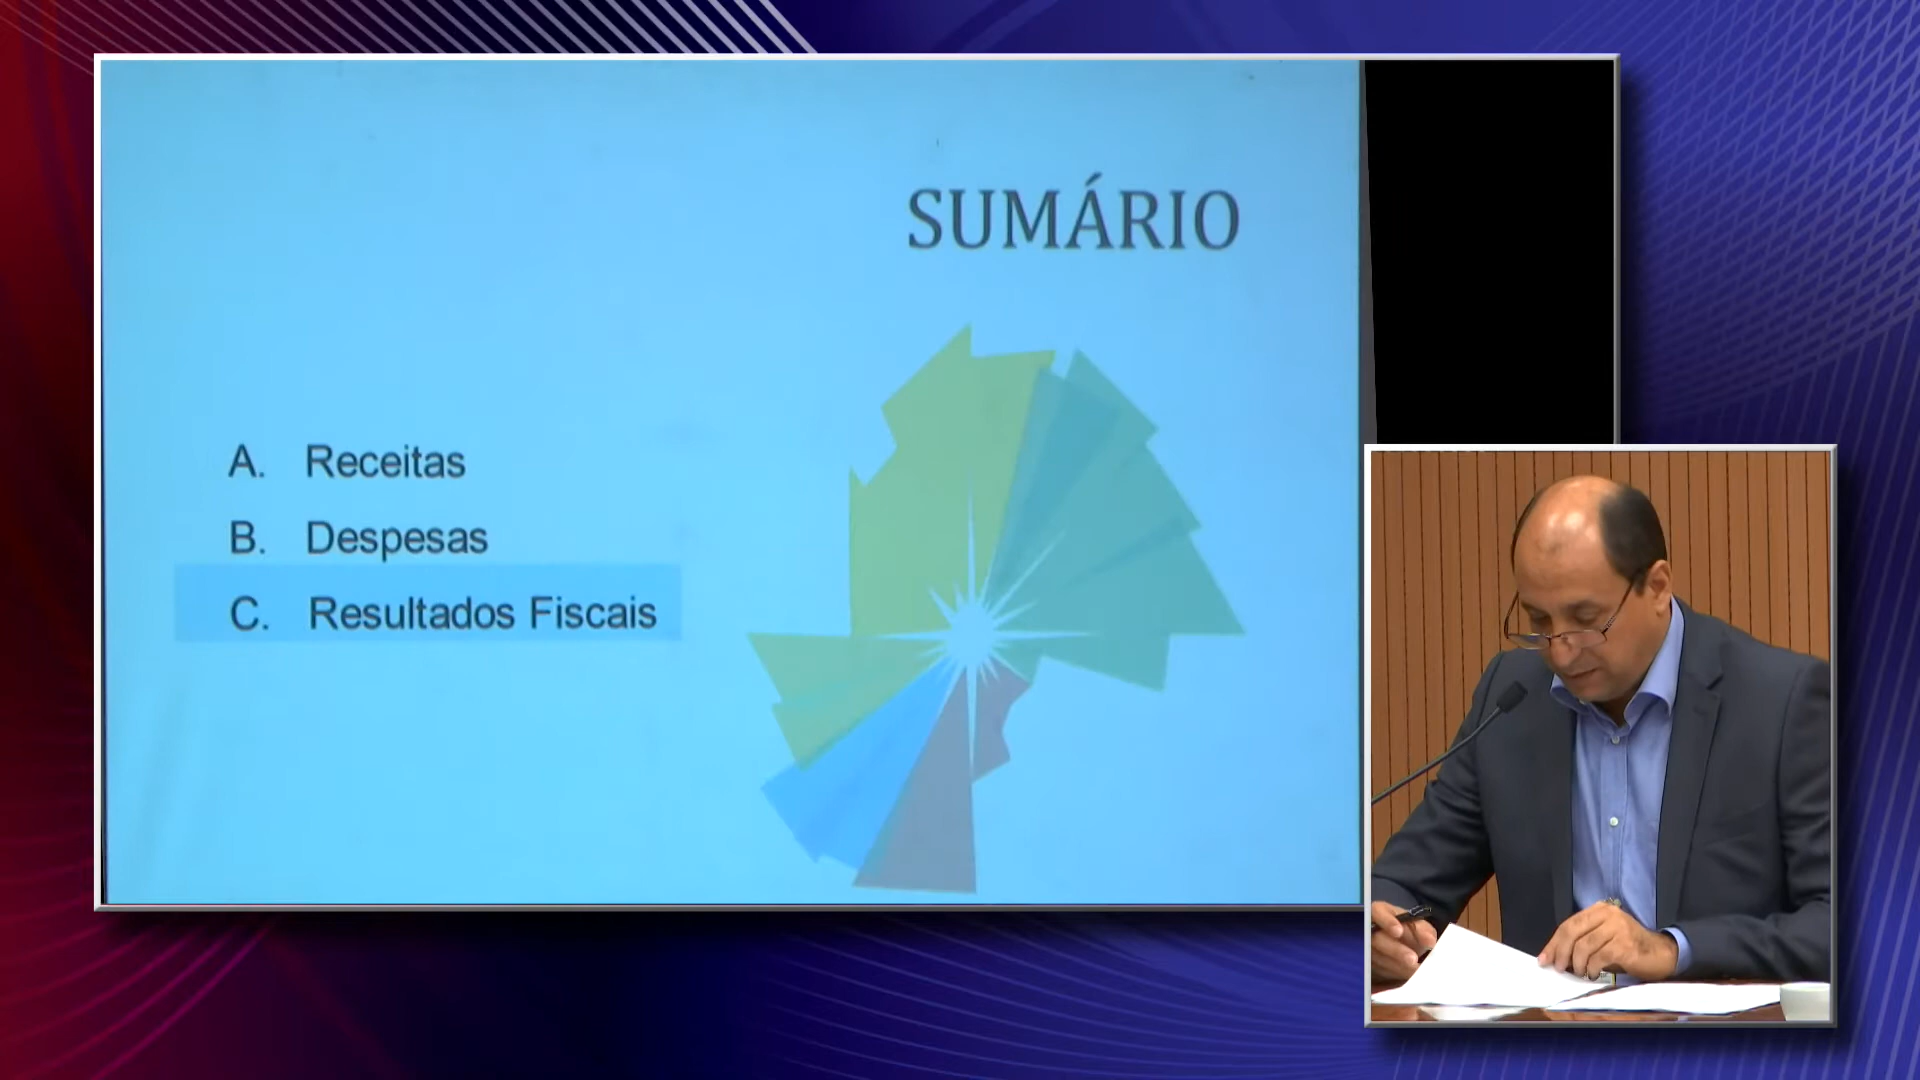 SUMÁRIO
A. Receitas
B. Despesas
C. Resultados Fiscais